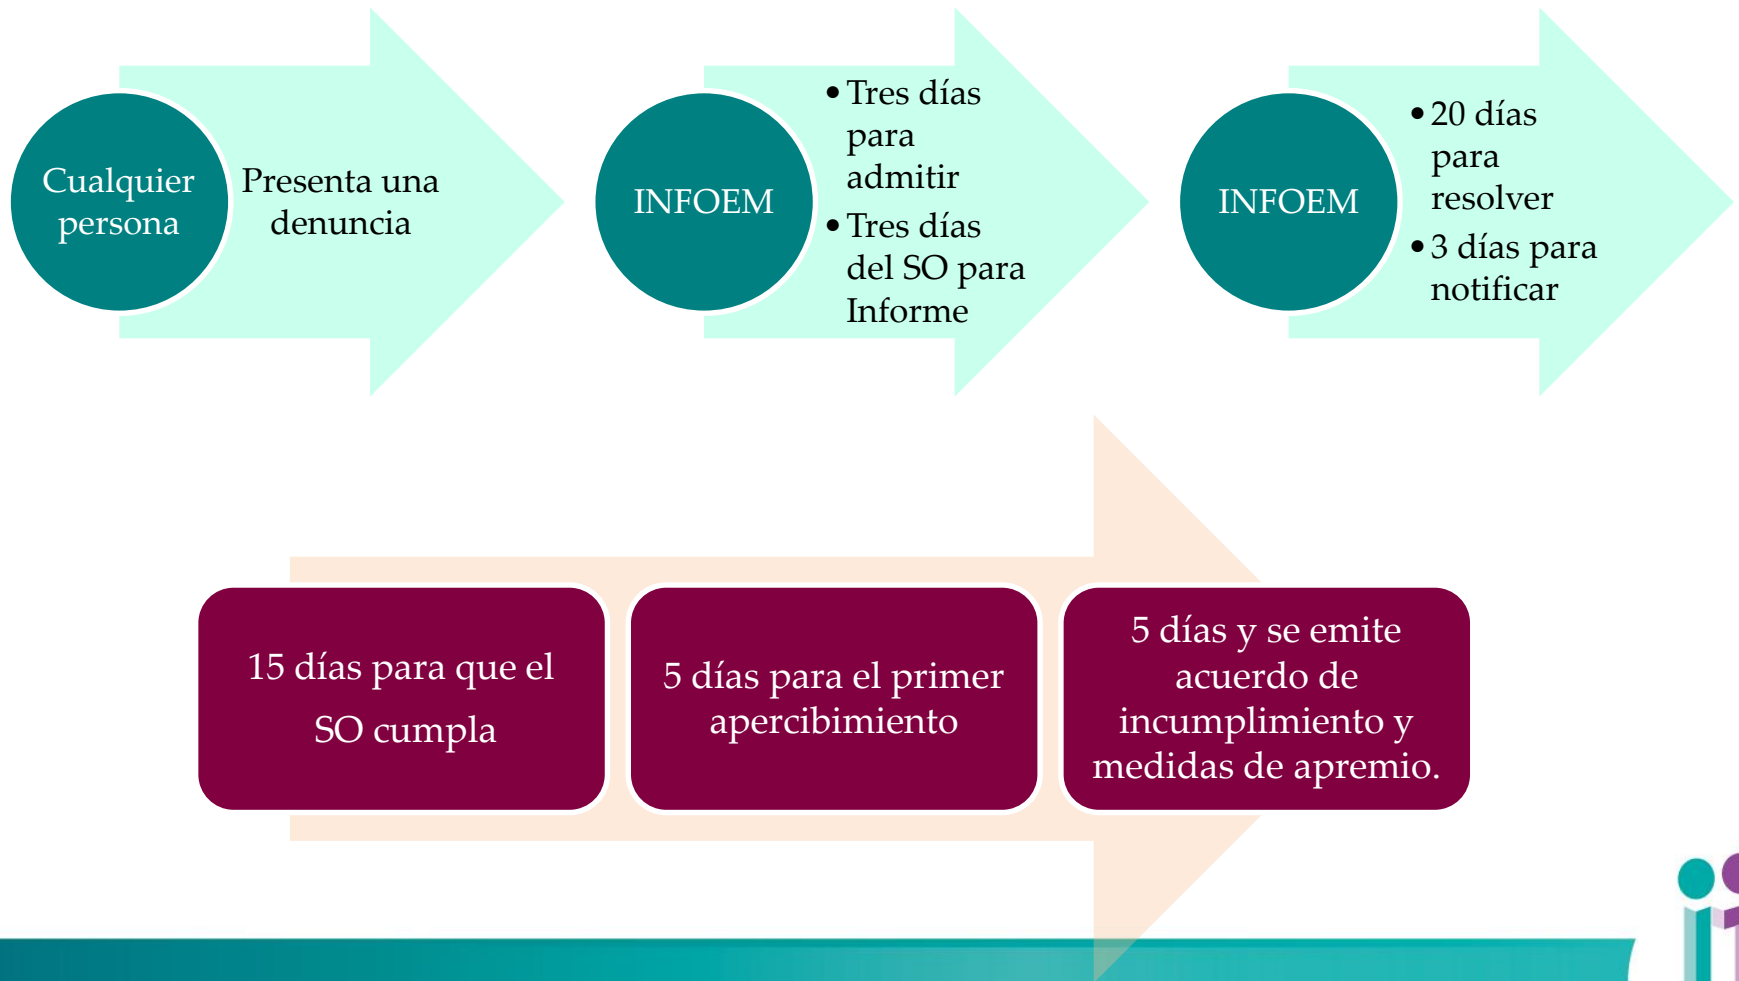 Cualquier
persona
Presenta una
denuncia
INFOEM
•Tres días
para
admitir
•Tres días
del SO para
Informe
INFOEM
•20 días
para
resolver
•3 días para
notificar
15 días para que el
SO cumpla
5 días para el primer
apercibimiento
5 días y se emite
acuerdo de
incumplimiento y
medidas de apremio.